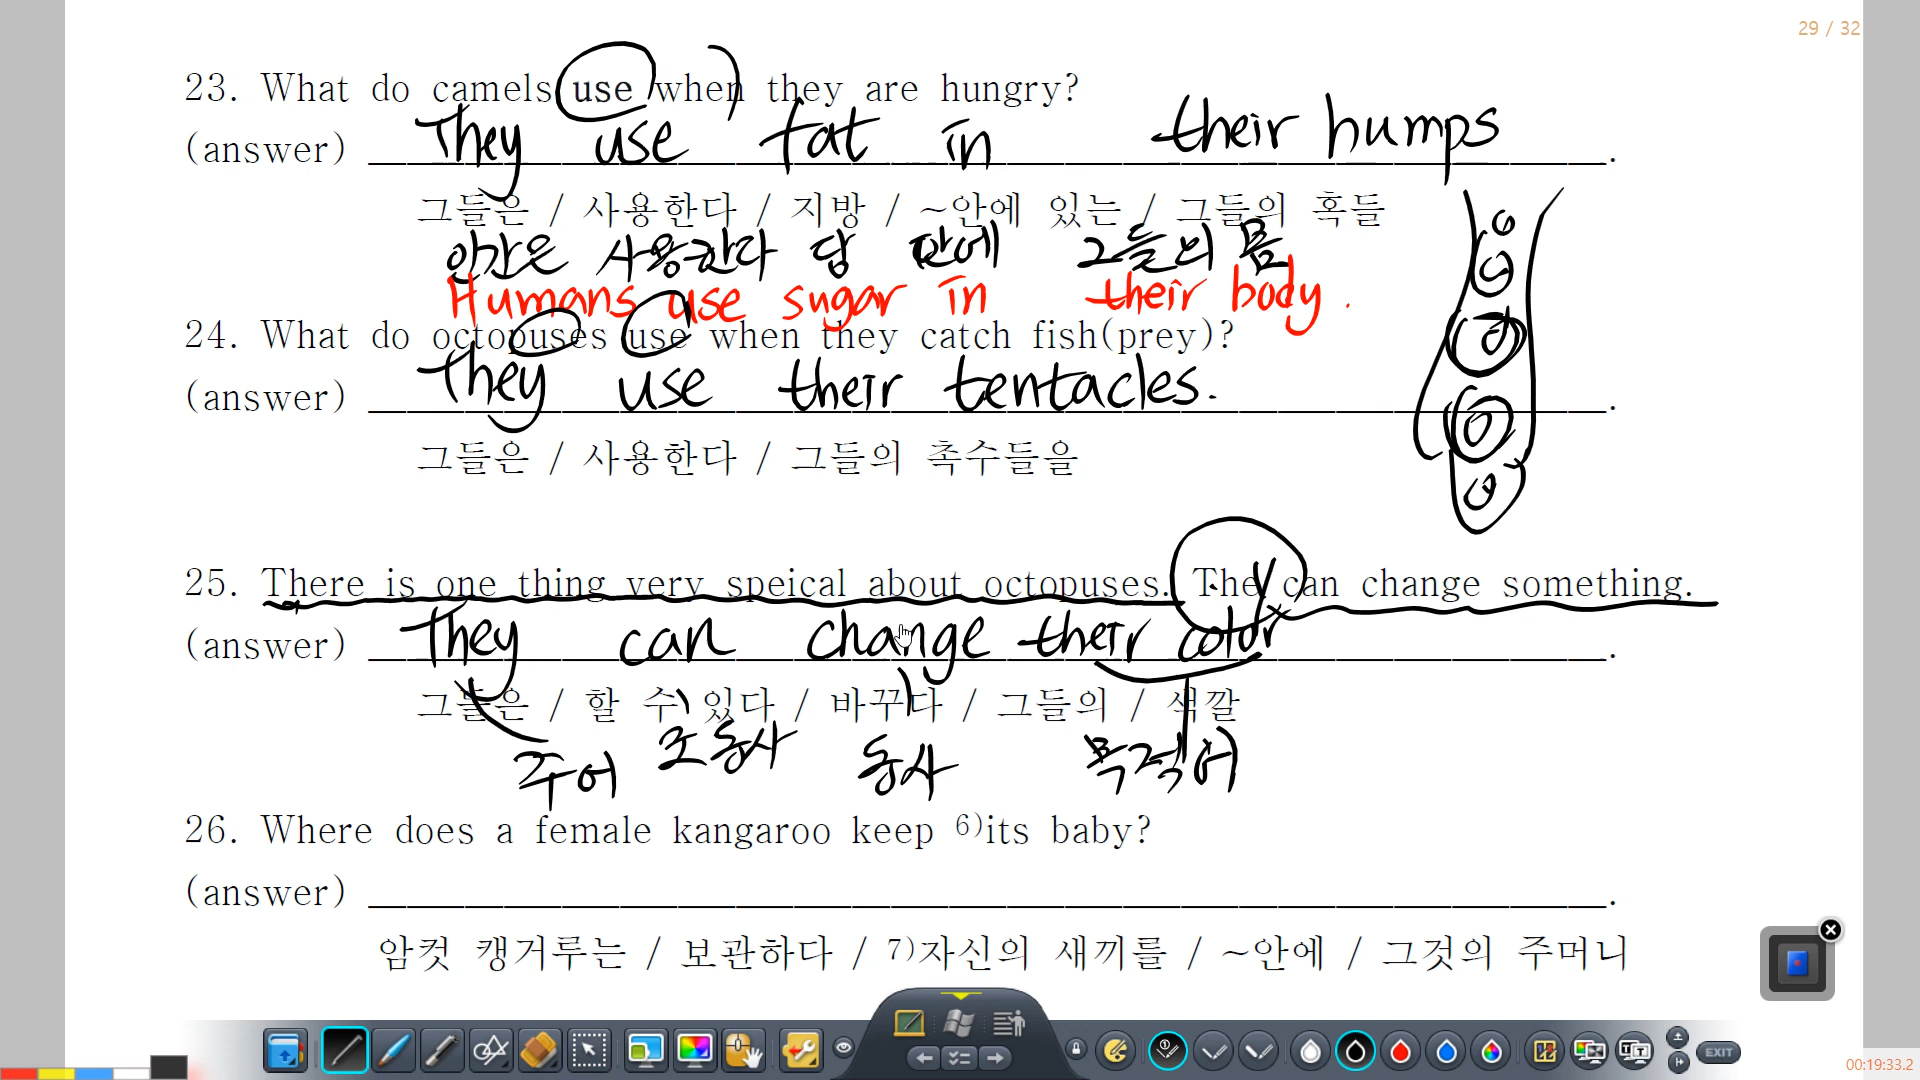 29 / 32
23. What do camels use when they are hungry?
(answer) They use fat in their humps.
그들은 / 사용한다 / 지방 / ~안에 있는 / 그들의 혹들
인간은 사용한다 당 안에 그들의 몸
Humans use sugar in their body.
24. What do octopuses use when they catch fish(prey)?
(answer) They use their tentacles.
그들은 / 사용한다 / 그들의 촉수들을
25. There is one thing very speical about octopuses. They can change something.
(answer) They can change their color.
그들은 / 할 수 있다 / 바꾸다 / 그들의 / 색깔
주어 조동사 동사 목적어
26. Where does a female kangaroo keep 6)its baby?
(answer) .
암컷 캥거루는 / 보관하다 / 7)자신의 새끼를 / ~안에 / 그것의 주머니
EXIT
00:19:33.2